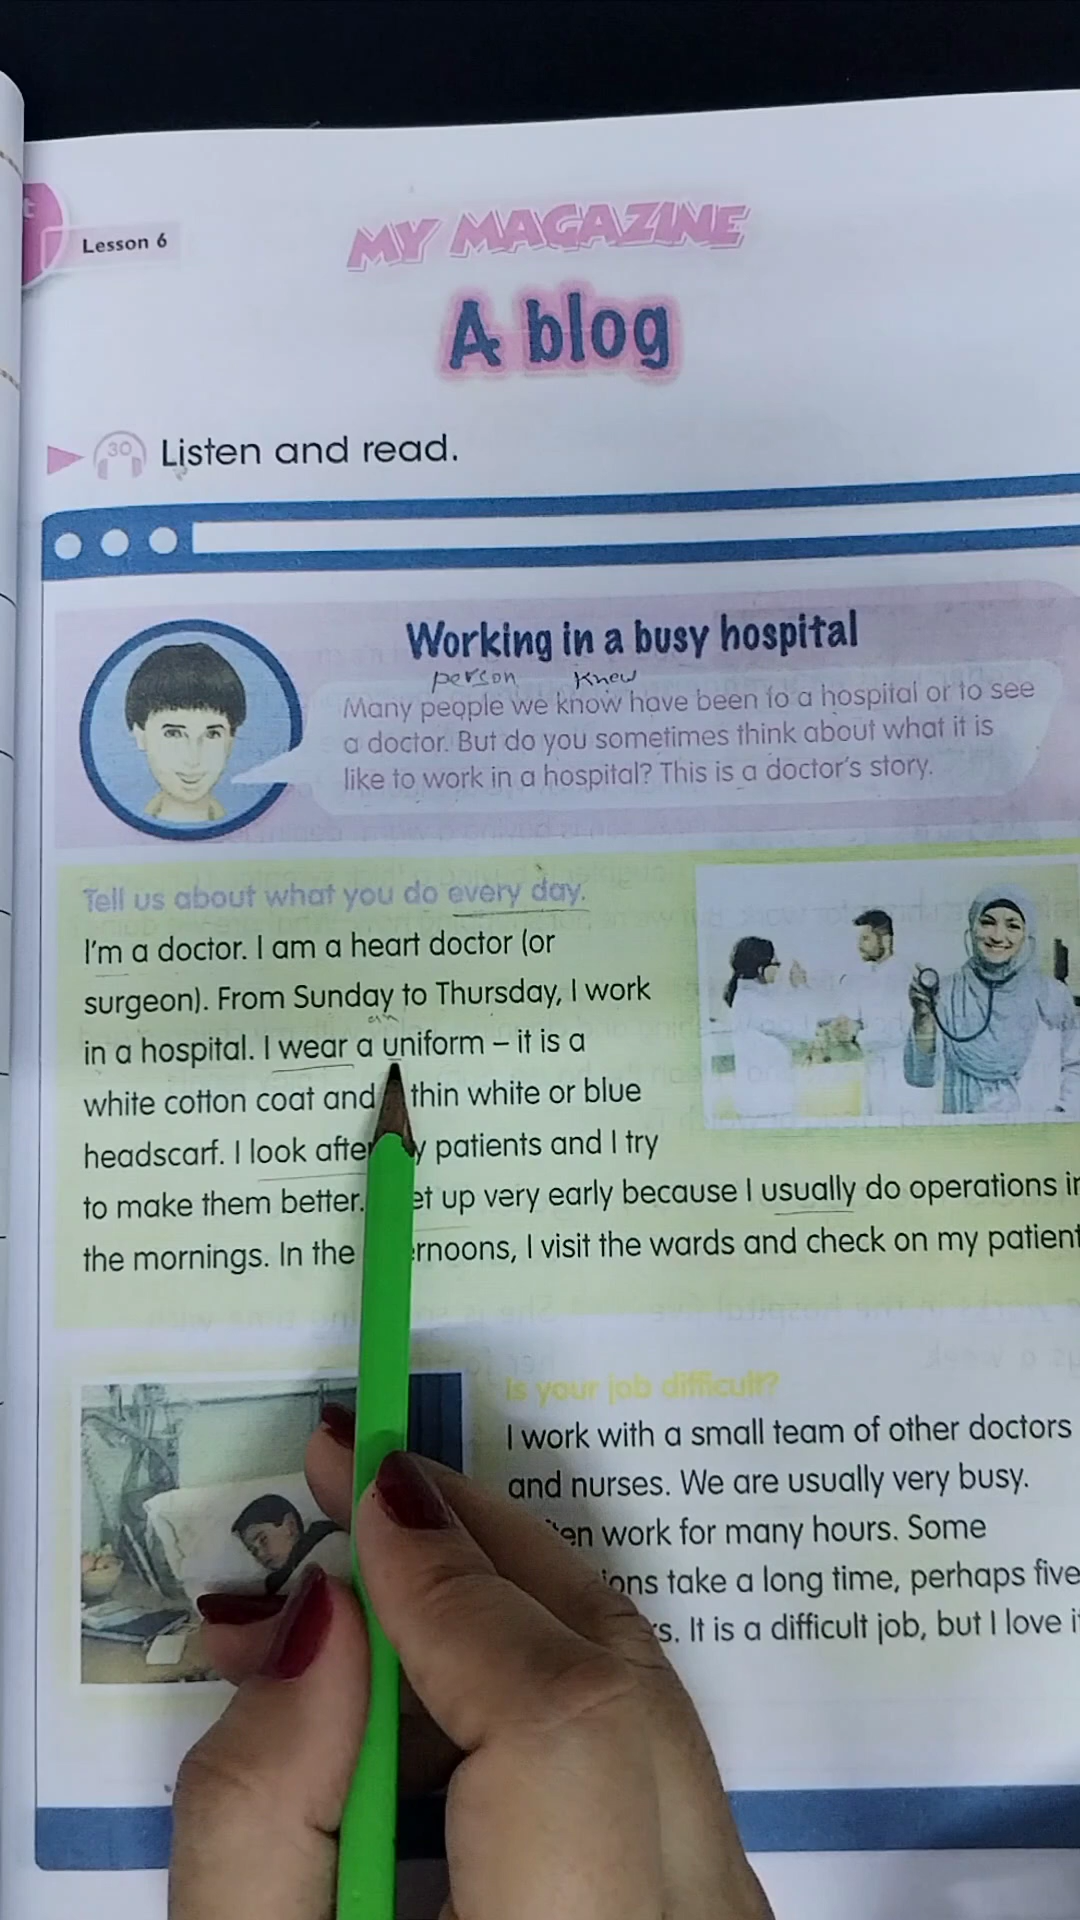 Lesson 6
MY MAGAZINE
A blog
30 Listen and read.
Working in a busy hospital
person knew
Many people we know have been to a hospital or to see
a doctor. But do you sometimes think about what it is
like to work in a hospital? This is a doctor's story.
Tell us about what you do every day.
I'm a doctor. I am a heart doctor (or
surgeon). From Sunday to Thursday, I work
an
in a hospital. I wear a uniform – it is a
white cotton coat and thin white or blue
headscarf. I look patients and I try
to make them better. up very early because I usually do operations
the mornings. In the I visit the wards and check on my
Is your job difficult?
I work with a small team of other doctors
and nurses. We are usually very busy.
work for many hours. Some
take a long time, perhaps five
It is a difficult job, but I love